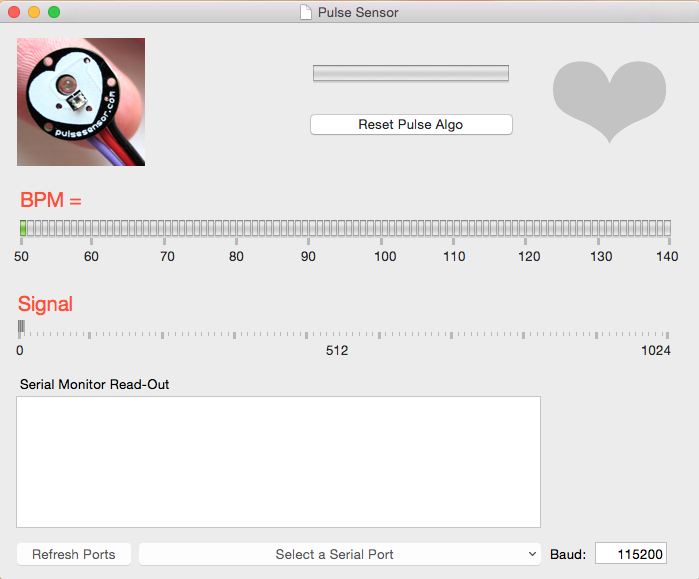 Pulse Sensor
pulsesensor.com
Reset Pulse Algo
BPM =
50 60 70 80 90 100 110 120 130 140
Signal
0 512 1024
Serial Monitor Read-Out
Refresh Ports Select a Serial Port Baud: 115200